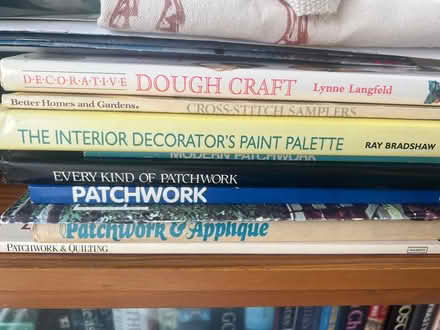 DECORATIVE DOUGH CRAFT Lynne Langfeld
Better Homes and Gardens® CROSS-STITCH SAMPLERS
THE INTERIOR DECORATOR'S PAINT PALETTE RAY BRADSHAW
MODERN PATCHWORK
EVERY KIND OF PATCHWORK
PATCHWORK
Patchwork & Appliqué
PATCHWORK & QUILTING